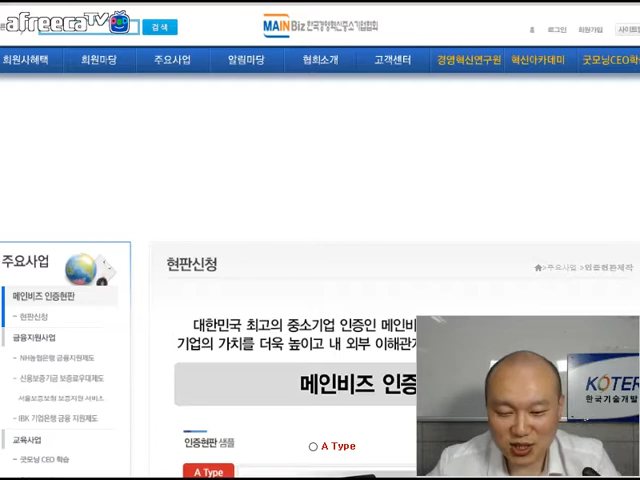 afreecaTV
검색
MAINBiz 한국경영혁신중소기업협회
로그인
회원가입
회원사혜택
회원마당
주요사업
알림마당
협회소개
고객센터
경영혁신연구원
혁신아카데미
굿모닝CEO학
주요사업
메인비즈 인증현판
- 현판신청
금융지원사업
- NH농협은행 금융지원제도
- 신용보증기금 보증료우대제도
서울보증보험 보증지원 서비스
- IBK 기업은행 금융 지원제도
교육사업
- 굿모닝 CEO 학습
현판신청
>주요사업 >인증현판제작
대한민국 최고의 중소기업 인증인 메인비
기업의 가치를 더욱 높이고 내 외부 이해관
메인비즈 인증
인증현판 샘플
A Type
A Type
KOTER
한국기술개발